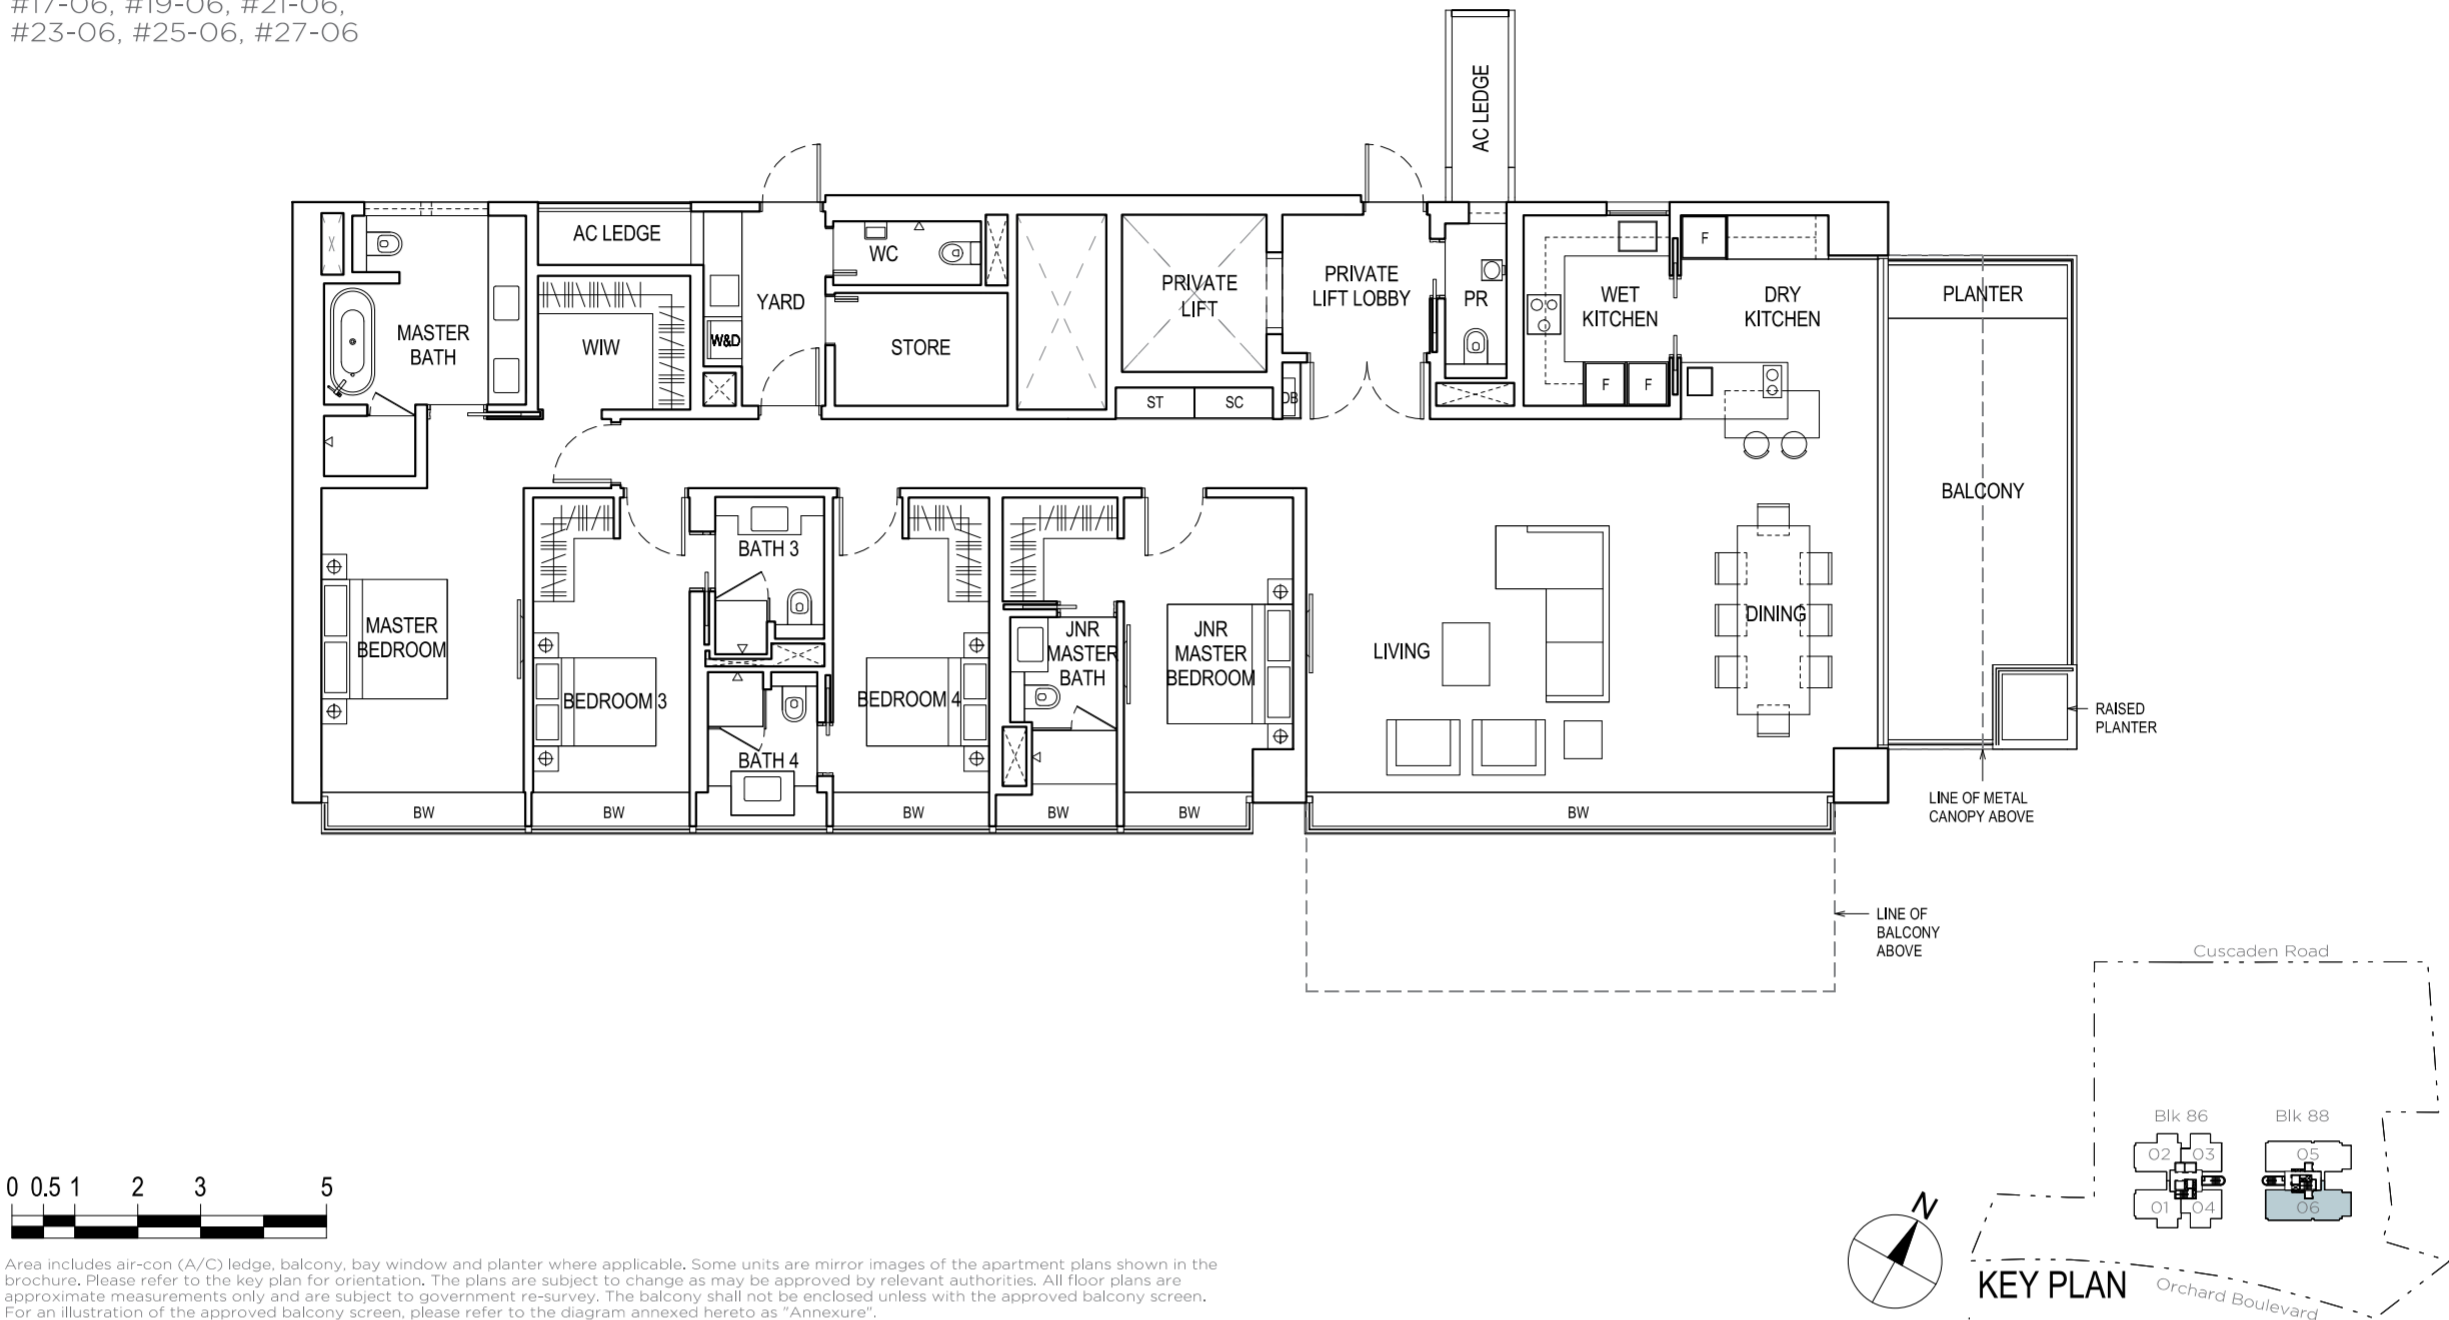 #17-06, #19-06, #21-06,
#23-06, #25-06, #27-06
AC LEDGE
AC LEDGE
MASTER
BATH
WIW
YARD
W&D
WC
STORE
PRIVATE
LIFT
PRIVATE
LIFT LOBBY
ST
SC
DB
PR
WET
KITCHEN
F
F
F
DRY
KITCHEN
PLANTER
BALCONY
MASTER
BEDROOM
BEDROOM 3
BATH 3
BATH 4
BEDROOM 4
JNR
MASTER
BATH
JNR
MASTER
BEDROOM
LIVING
DINING
RAISED
PLANTER
BW
BW
BW
BW
BW
BW
LINE OF METAL
CANOPY ABOVE
LINE OF
BALCONY
ABOVE
Cuscaden Road
Blk 86
Blk 88
02
03
05
01
04
06
N
KEY PLAN
Orchard Boulevard
0 0.5 1 2 3 5
Area includes air-con (A/C) ledge, balcony, bay window and planter where applicable. Some units are mirror images of the apartment plans shown in the
brochure. Please refer to the key plan for orientation. The plans are subject to change as may be approved by relevant authorities. All floor plans are
approximate measurements only and are subject to government re-survey. The balcony shall not be enclosed unless with the approved balcony screen.
For an illustration of the approved balcony screen, please refer to the diagram annexed hereto as "Annexure".